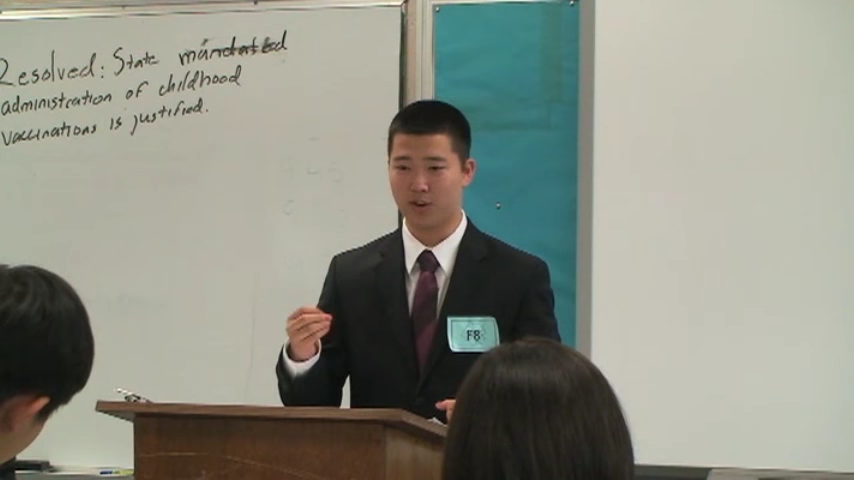 Resolved: State mandated
administration of childhood
vaccinations is justified.
F8